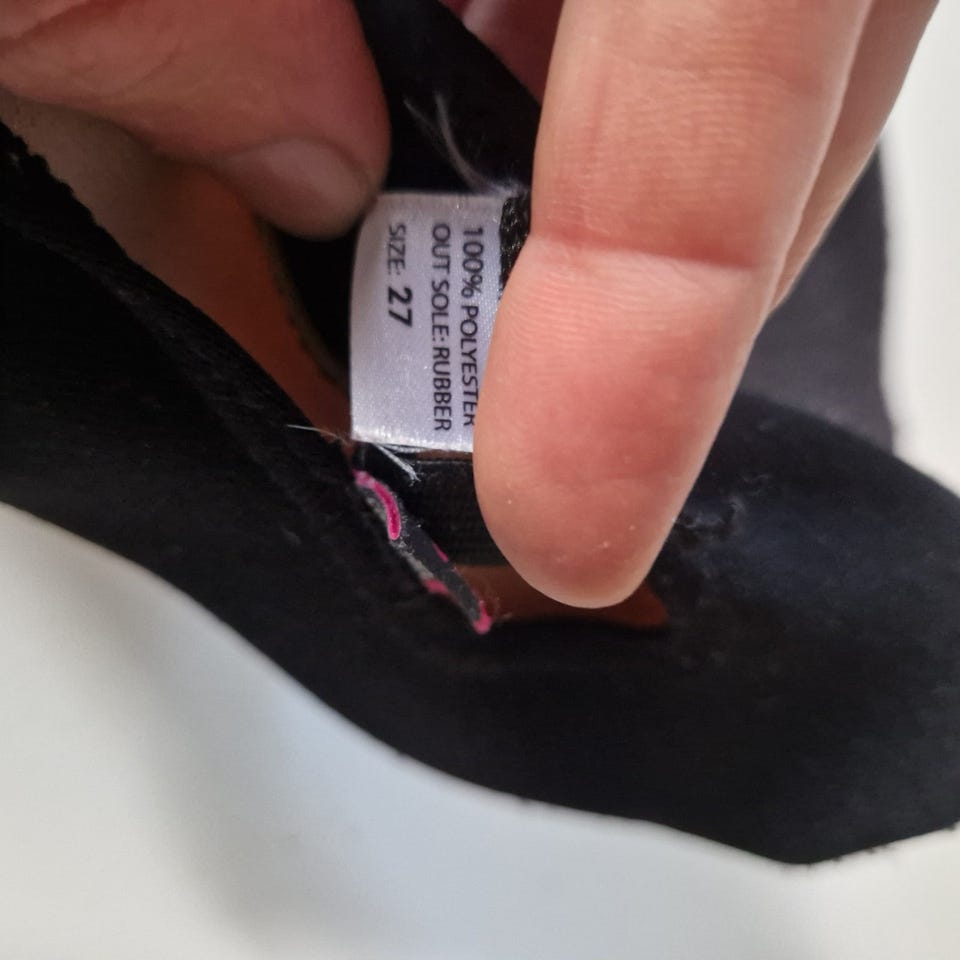 100% POLYESTER
OUT SOLE: RUBBER
SIZE: 27